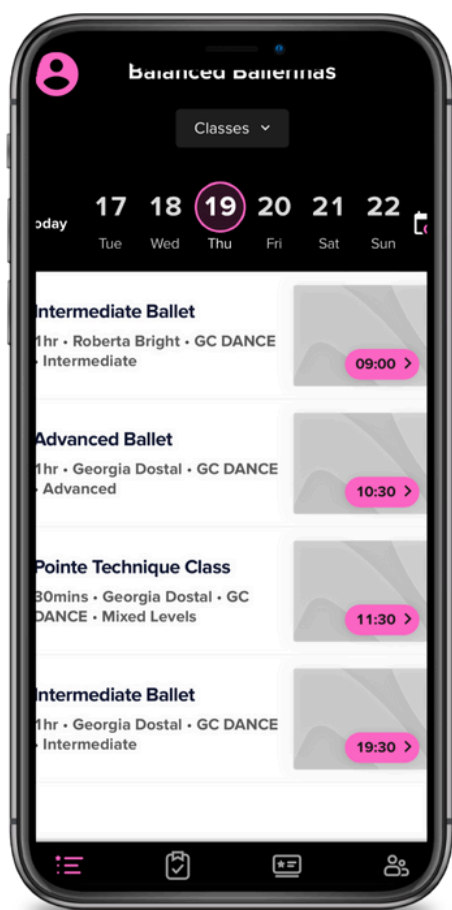 Balanced Ballerinas
Classes
oday
17 18 19 20 21 22
Tue Wed Thu Fri Sat Sun
Intermediate Ballet
1hr • Roberta Bright • GC DANCE
• Intermediate
09:00
Advanced Ballet
1hr • Georgia Dostal • GC DANCE
• Advanced
10:30
Pointe Technique Class
30mins • Georgia Dostal • GC
DANCE • Mixed Levels
11:30
Intermediate Ballet
1hr • Georgia Dostal • GC DANCE
• Intermediate
19:30